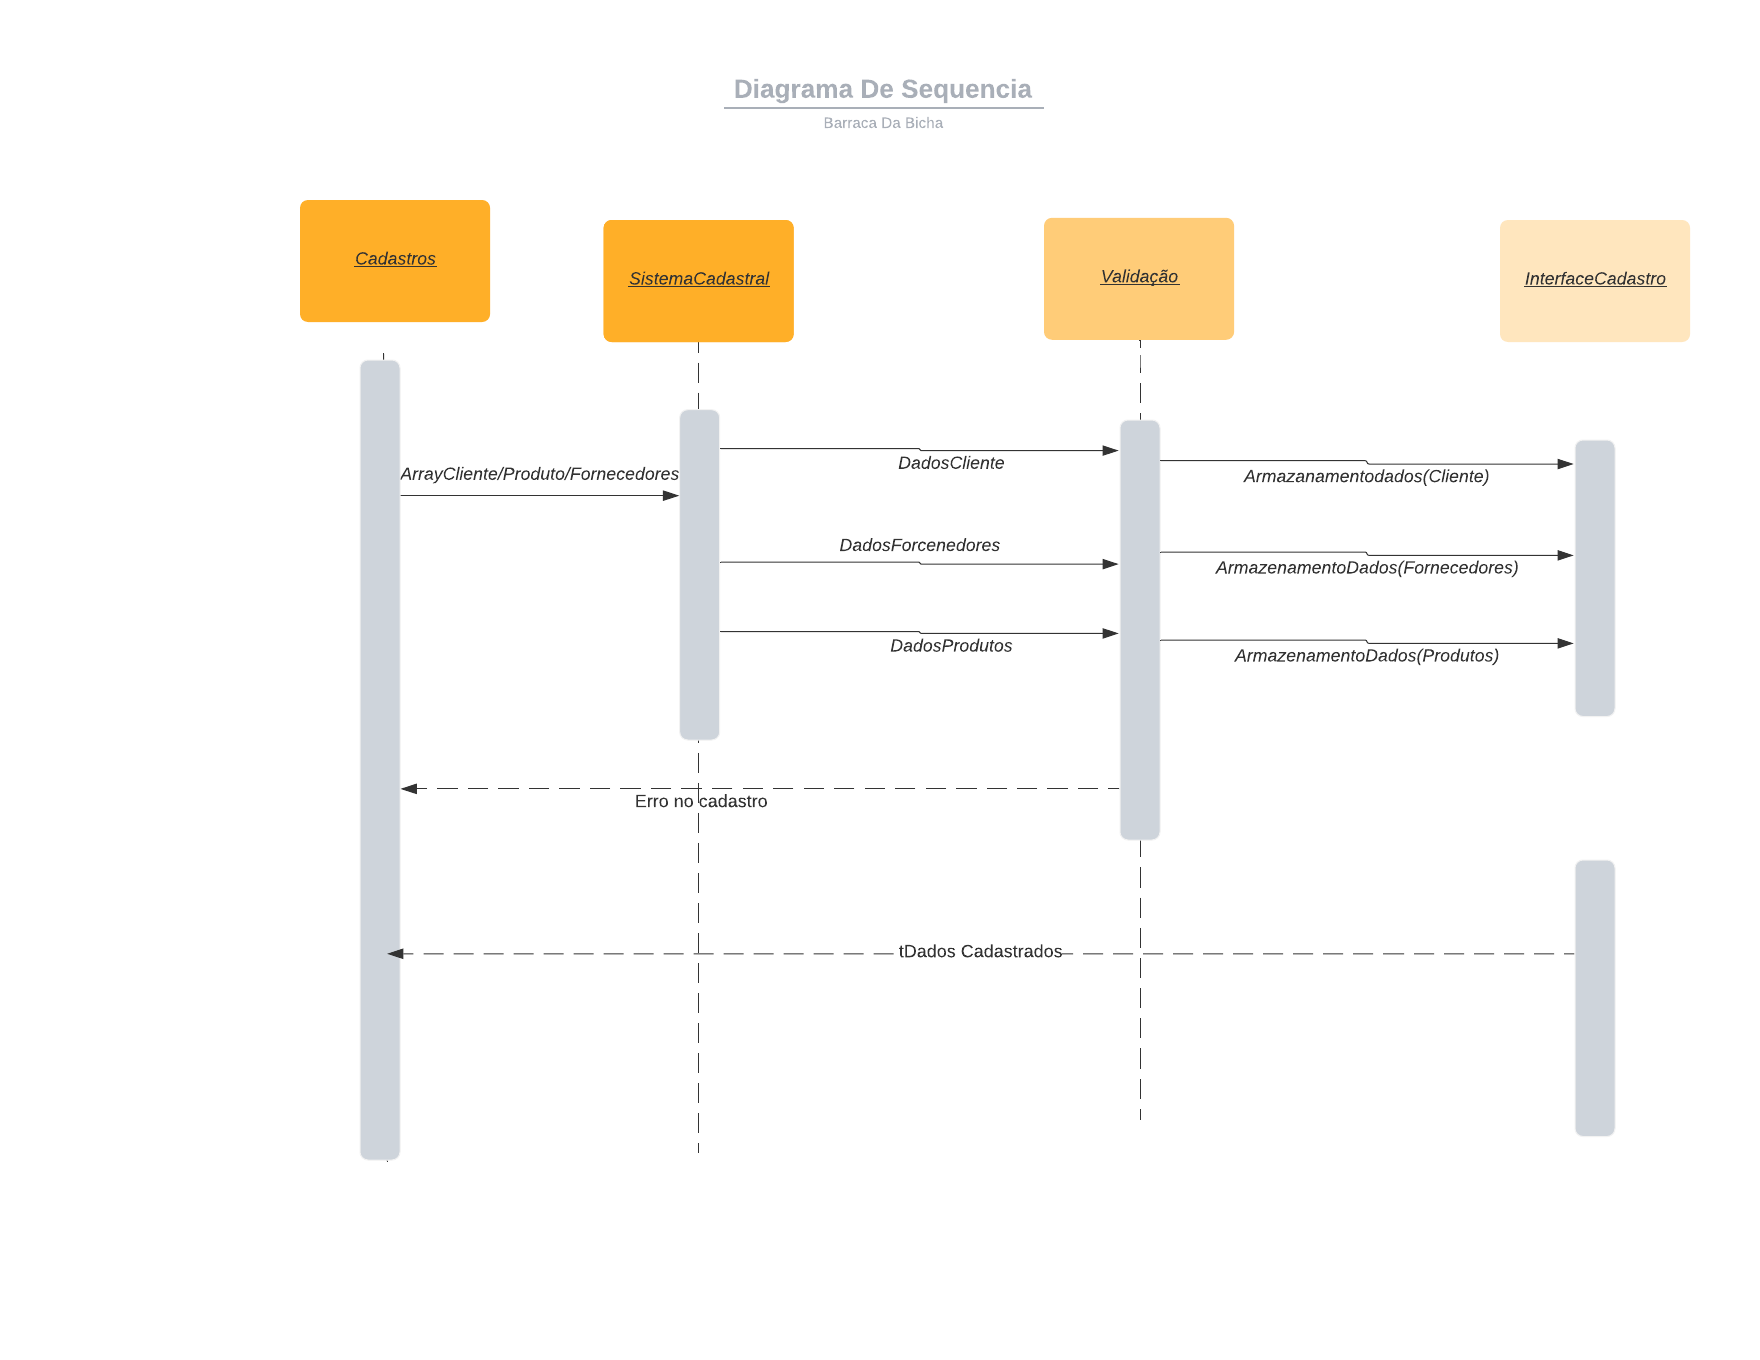 Diagrama De Sequencia
Barraca Da Bicha
Cadastros
SistemaCadastral
Validação
InterfaceCadastro
DadosCliente
ArrayCliente/Produto/Fornecedores
Armazanamentodados(Cliente)
DadosForcenedores
ArmazenamentoDados(Fornecedores)
DadosProdutos
ArmazenamentoDados(Produtos)
Erro no cadastro
tDados Cadastrados